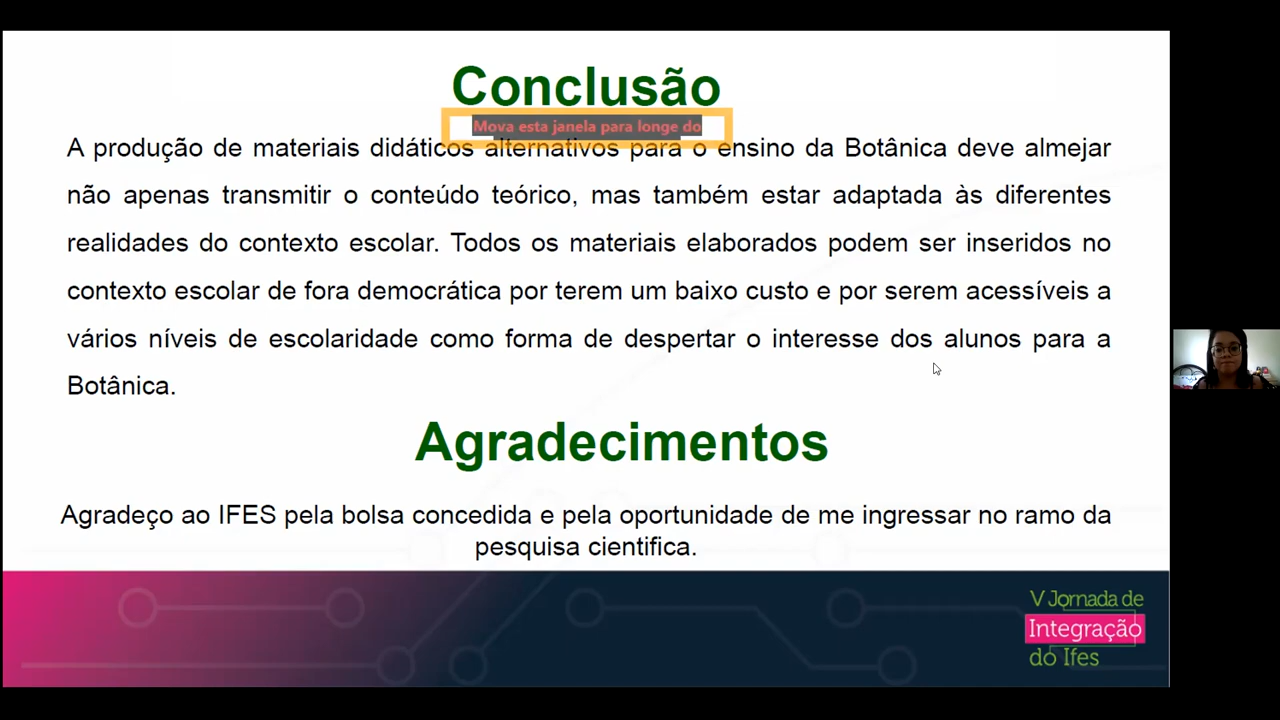 Conclusão
Mova esta janela para longe do
A produção de materiais didáticos alternativos para o ensino da Botânica deve almejar
não apenas transmitir o conteúdo teórico, mas também estar adaptada às diferentes
realidades do contexto escolar. Todos os materiais elaborados podem ser inseridos no
contexto escolar de fora democrática por terem um baixo custo e por serem acessíveis a
vários níveis de escolaridade como forma de despertar o interesse dos alunos para a
Botânica.
Agradecimentos
Agradeço ao IFES pela bolsa concedida e pela oportunidade de me ingressar no ramo da
pesquisa cientifica.
V Jornada de
Integração
do Ifes